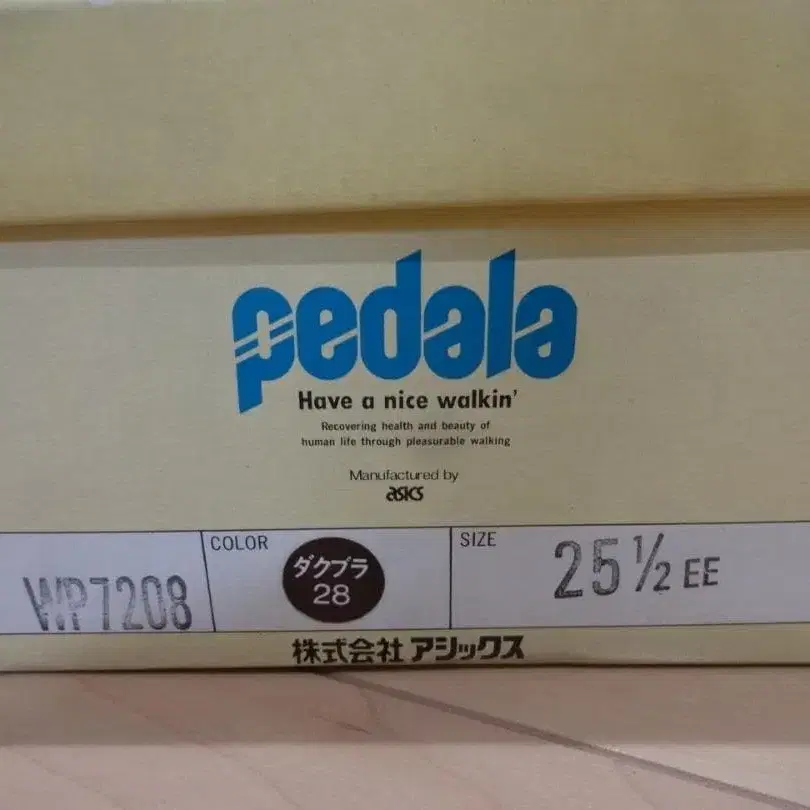 pedala
Have a nice walkin'
Recovering health and beauty of
human life through pleasurable walking
Manufactured by
asics
WP7208
COLOR
ダクブラ
28
SIZE
25 ½ EE
株式会社 アシックス